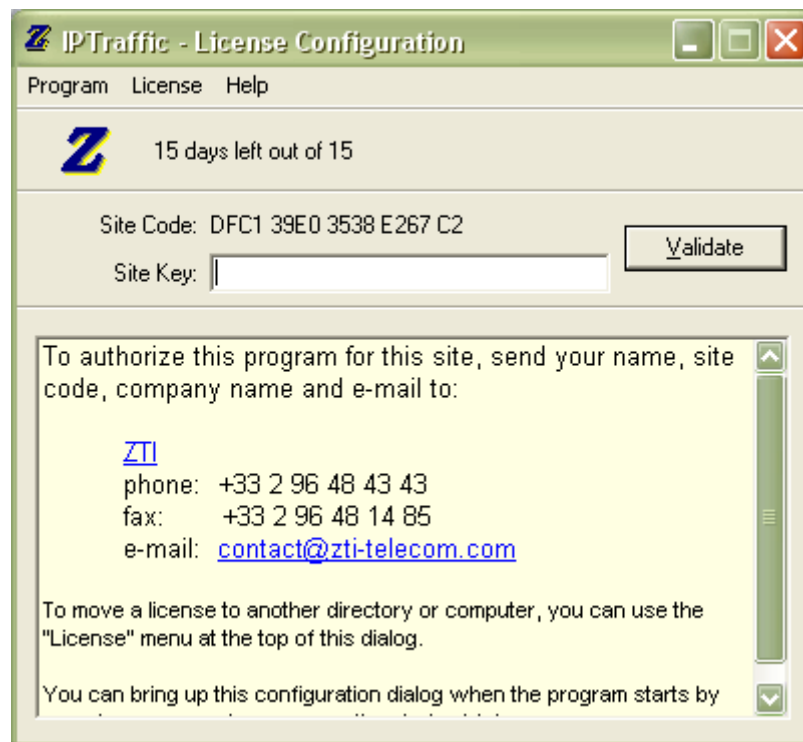 Z IPTraffic - License Configuration
Program License Help
Z 15 days left out of 15
Site Code: DFC1 39E0 3538 E267 C2
Validate
Site Key:
To authorize this program for this site, send your name, site
code, company name and e-mail to:
ZTI
phone: +33 2 96 48 43 43
fax: +33 2 96 48 14 85
e-mail: contact@zti-telecom.com
To move a license to another directory or computer, you can use the
"License" menu at the top of this dialog.
You can bring up this configuration dialog when the program starts by